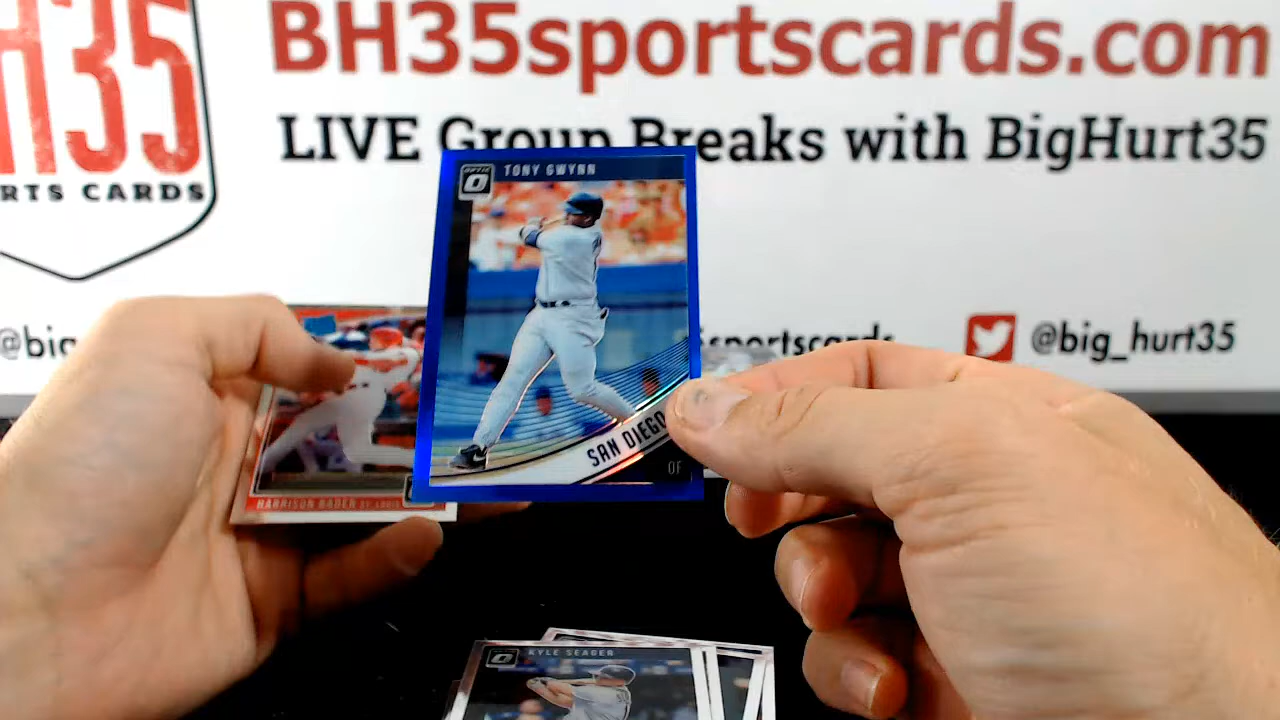 BH35sportscards.com
H35
RTS CARDS
LIVE Group Breaks with BigHurt35
OPTIC
TONY GWYNN
SAN DIEGO
OF
@big
sportscards
@big_hurt35
HARRISON BADER ST. LOUIS
KYLE SEAGER